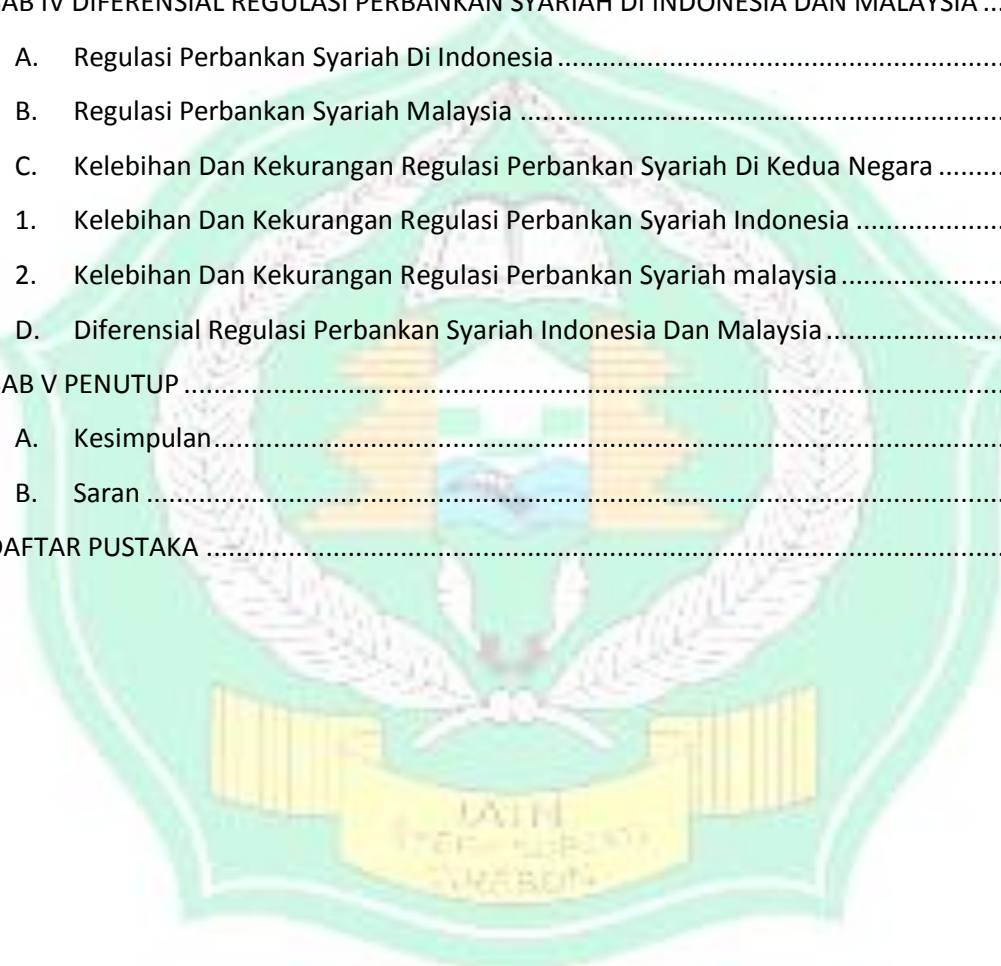 AB IV DIFERENSIAL REGULASI PERBANKAN SYARIAH DI INDONESIA DAN MALAYSIA ...
A. Regulasi Perbankan Syariah Di Indonesia ................................................
B. Regulasi Perbankan Syariah Malaysia .....................................................
C. Kelebihan Dan Kekurangan Regulasi Perbankan Syariah Di Kedua Negara .........
1. Kelebihan Dan Kekurangan Regulasi Perbankan Syariah Indonesia .................
2. Kelebihan Dan Kekurangan Regulasi Perbankan Syariah malaysia ...................
D. Diferensial Regulasi Perbankan Syariah Indonesia Dan Malaysia .....................
AB V PENUTUP ......................................................................................
A. Kesimpulan ......................................................................................
B. Saran ..............................................................................................
DAFTAR PUSTAKA ..................................................................................
IAIN